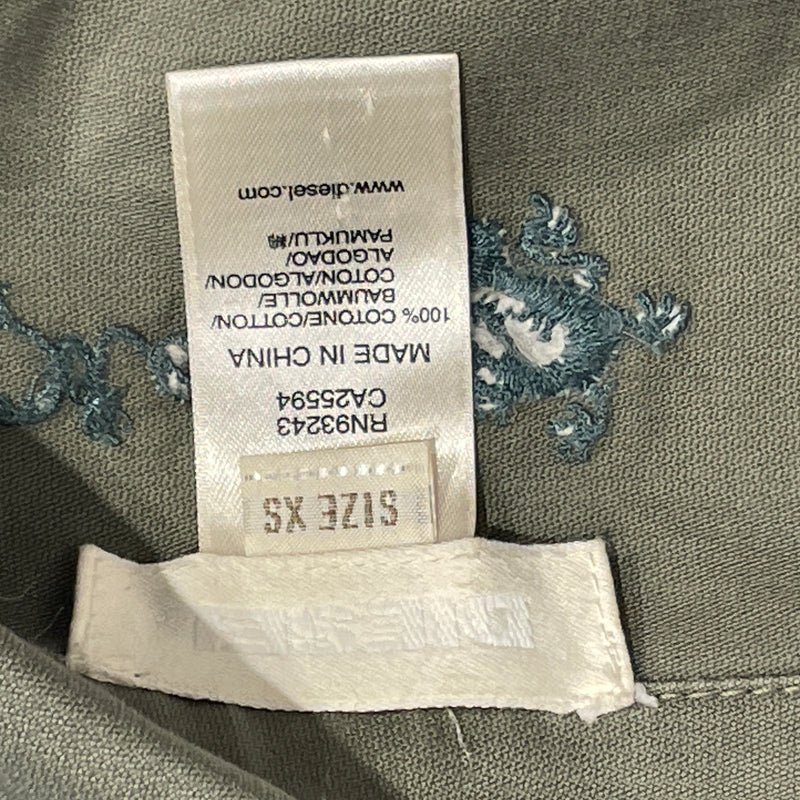 DIESEL
SIZE XS
RN93243
CA25594
MADE IN CHINA
100% COTONE/COTTON/
BAUMWOLLE/
COTON/ALGODON/
ALGODAO/
PAMUKLU/棉
www.diesel.com